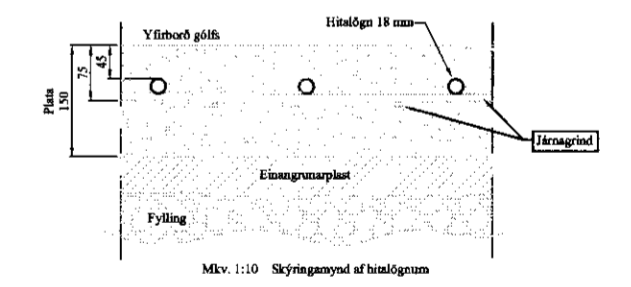 Yfirborð gólfs
Hitalögn 18 mm
45
75
Plata
150
Járnagrind
Einangrunarplast
Fylling
Mkv. 1:10 Skýringamynd af hitalögnum